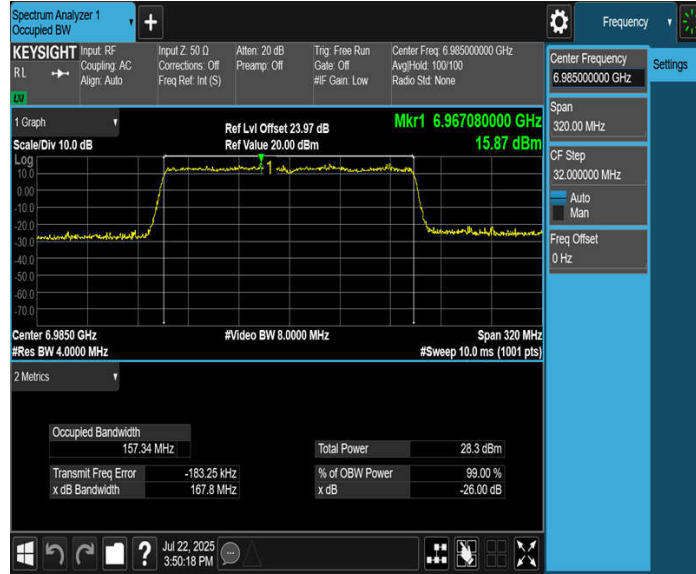 Spectrum Analyzer 1
Occupied BW
Frequency
KEYSIGHT
RL
LXI
Input: RF
Coupling: AC
Align: Auto
Input Z: 50 Ω
Corrections: Off
Freq Ref: Int (S)
Atten: 20 dB
Preamp: Off
Trig: Free Run
Gate: Off
#IF Gain: Low
Center Freq: 6.985000000 GHz
Avg|Hold: 100/100
Radio Std: None
Center Frequency
6.985000000 GHz
Settings
Span
320.00 MHz
CF Step
32.000000 MHz
Auto
Man
Freq Offset
0 Hz
1 Graph
Scale/Div 10.0 dB
Ref Lvl Offset 23.97 dB
Ref Value 20.00 dBm
Mkr1 6.967080000 GHz
15.87 dBm
Log
10.0
0.00
-10.0
-20.0
-30.0
-40.0
-50.0
-60.0
-70.0
1
Center 6.9850 GHz
#Res BW 4.0000 MHz
#Video BW 8.0000 MHz
Span 320 MHz
#Sweep 10.0 ms (1001 pts)
2 Metrics
Occupied Bandwidth
157.34 MHz
Total Power 28.3 dBm
Transmit Freq Error -183.25 kHz
% of OBW Power 99.00 %
x dB Bandwidth 167.8 MHz
x dB -26.00 dB
?
Jul 22, 2025
3:50:18 PM